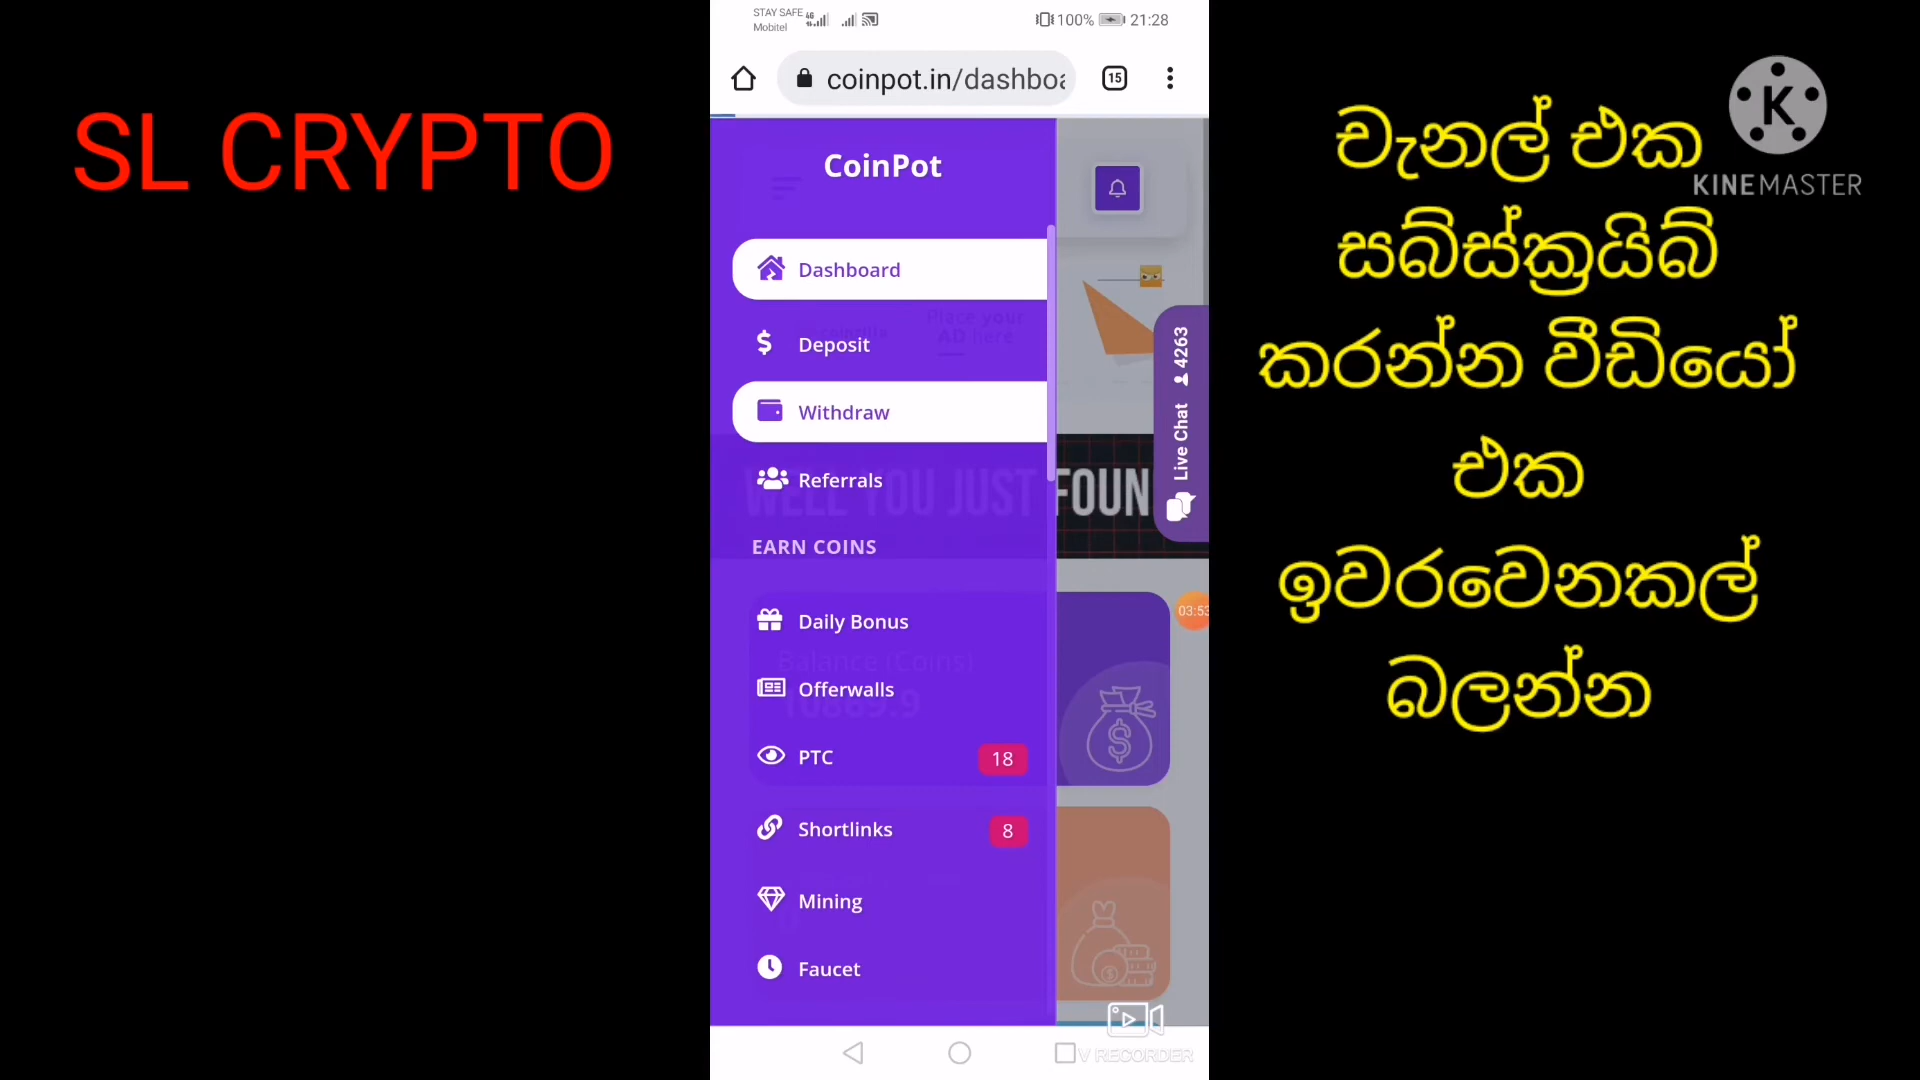 SL CRYPTO
STAY SAFE
Mobitel
4G
100%
21:28
coinpot.in/dashboa
15
CoinPot
Dashboard
Place your
AD here
Deposit
Withdraw
Referrals
WELL YOU JUST FOUN
EARN COINS
Daily Bonus
Balance (Coins)
Offerwalls
PTC
18
Shortlinks
8
Mining
Faucet
Live Chat 4263
03:53
V RECORDER
චැනල් එක
සබ්ස්ක්‍රයිබ්
කරන්න වීඩියෝ
එක
ඉවරවෙනකල්
බලන්න
K
KINEMASTER